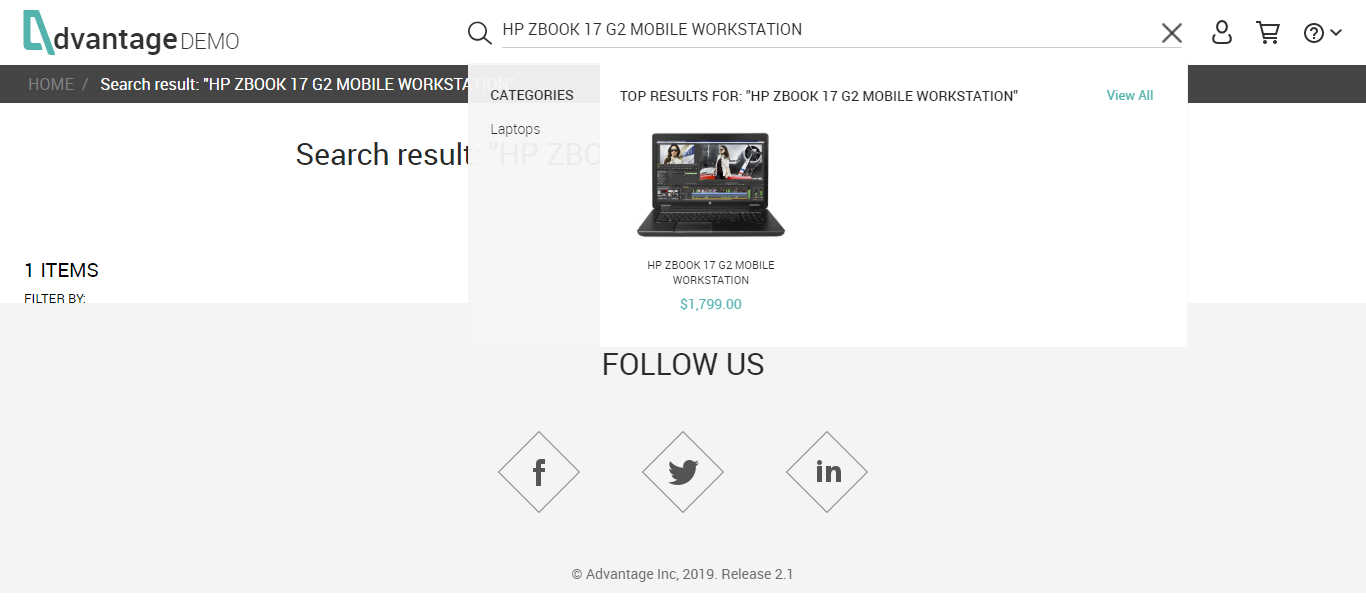 dvantage DEMO
HP ZBOOK 17 G2 MOBILE WORKSTATION
HOME / Search result: "HP ZBOOK 17 G2 MOBILE WORKSTATION"
CATEGORIES
Laptops
TOP RESULTS FOR: "HP ZBOOK 17 G2 MOBILE WORKSTATION"
View All
Search result: "HP ZBO
HP ZBOOK 17 G2 MOBILE
WORKSTATION
$1,799.00
1 ITEMS
FILTER BY:
FOLLOW US
f
in
© Advantage Inc, 2019. Release 2.1